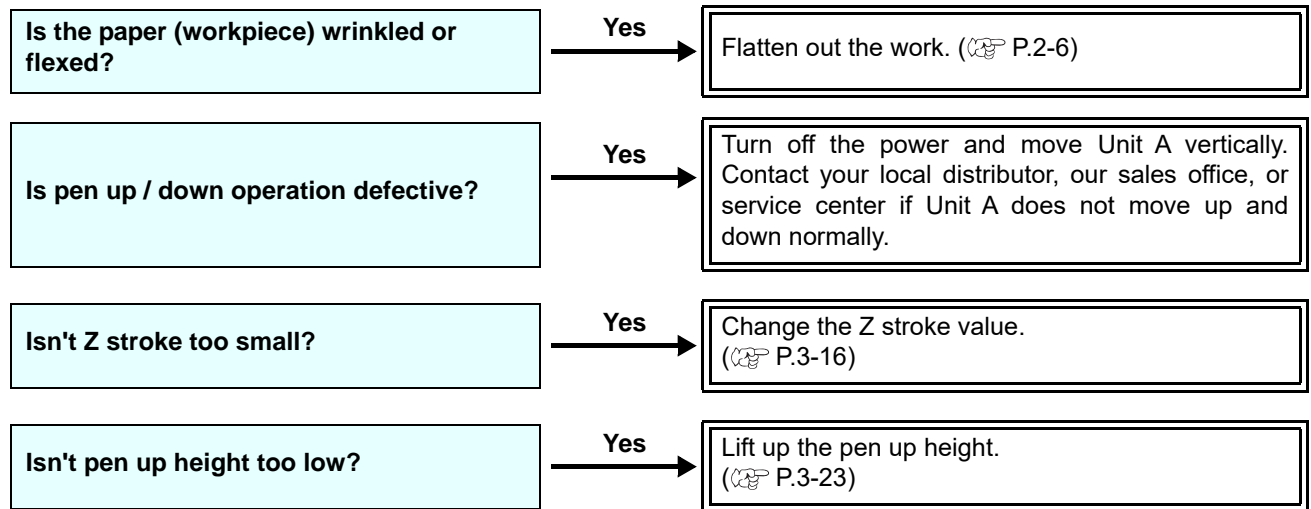 Is the paper (workpiece) wrinkled or
flexed?
Yes
Flatten out the work. (☞ P.2-6)
Is pen up / down operation defective?
Yes
Turn off the power and move Unit A vertically.
Contact your local distributor, our sales office, or
service center if Unit A does not move up and
down normally.
Isn't Z stroke too small?
Yes
Change the Z stroke value.
(☞ P.3-16)
Isn't pen up height too low?
Yes
Lift up the pen up height.
(☞ P.3-23)